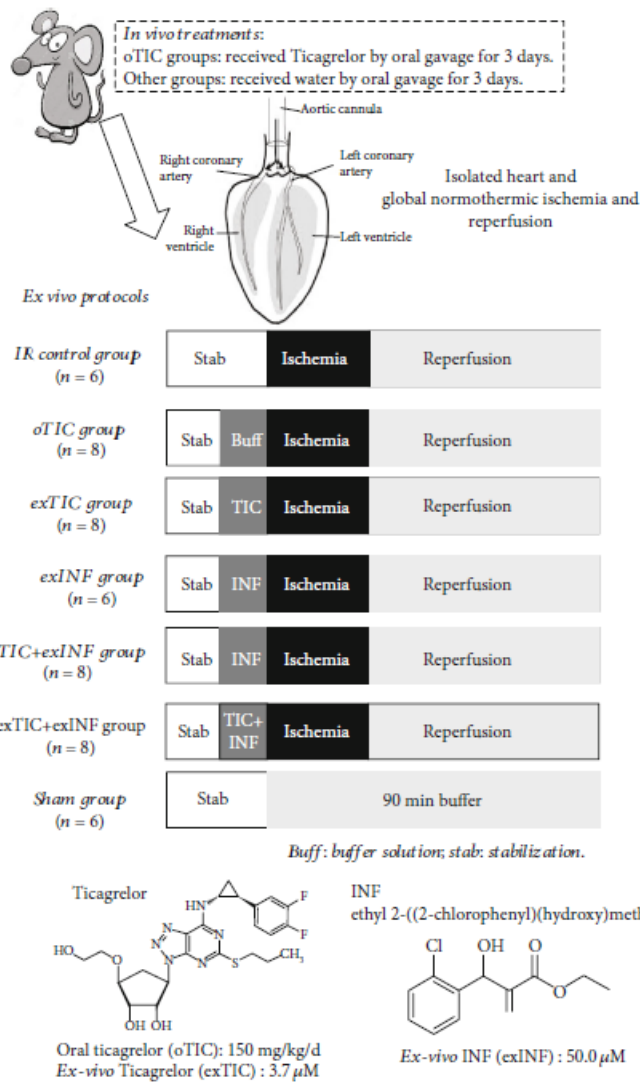 In vivo treatments:
oTIC groups: received Ticagrelor by oral gavage for 3 days.
Other groups: received water by oral gavage for 3 days.
Aortic cannula
Right coronary
artery
Left coronary
artery
Right
ventricle
Left ventricle
Isolated heart and
global normothermic ischemia and
reperfusion
Ex vivo protocols
IR control group
(n = 6)
Stab
Ischemia
Reperfusion
oTIC group
(n = 8)
Stab
Buff
Ischemia
Reperfusion
exTIC group
(n = 8)
Stab
TIC
Ischemia
Reperfusion
exINF group
(n = 6)
Stab
INF
Ischemia
Reperfusion
TIC+exINF group
(n = 8)
Stab
INF
Ischemia
Reperfusion
exTIC+exINF group
(n = 8)
Stab
TIC+
INF
Ischemia
Reperfusion
Sham group
(n = 6)
Stab
90 min buffer
Buff: buffer solution; stab: stabilization.
Ticagrelor
HN
F
F
N
N
N
N
N
S
CH3
HO
O
OH
OH
Oral ticagrelor (oTIC): 150 mg/kg/d
Ex-vivo Ticagrelor (exTIC) : 3.7 µM
INF
ethyl 2-((2-chlorophenyl)(hydroxy)meth
Cl
OH
O
O
Ex-vivo INF (exINF) : 50.0 µM